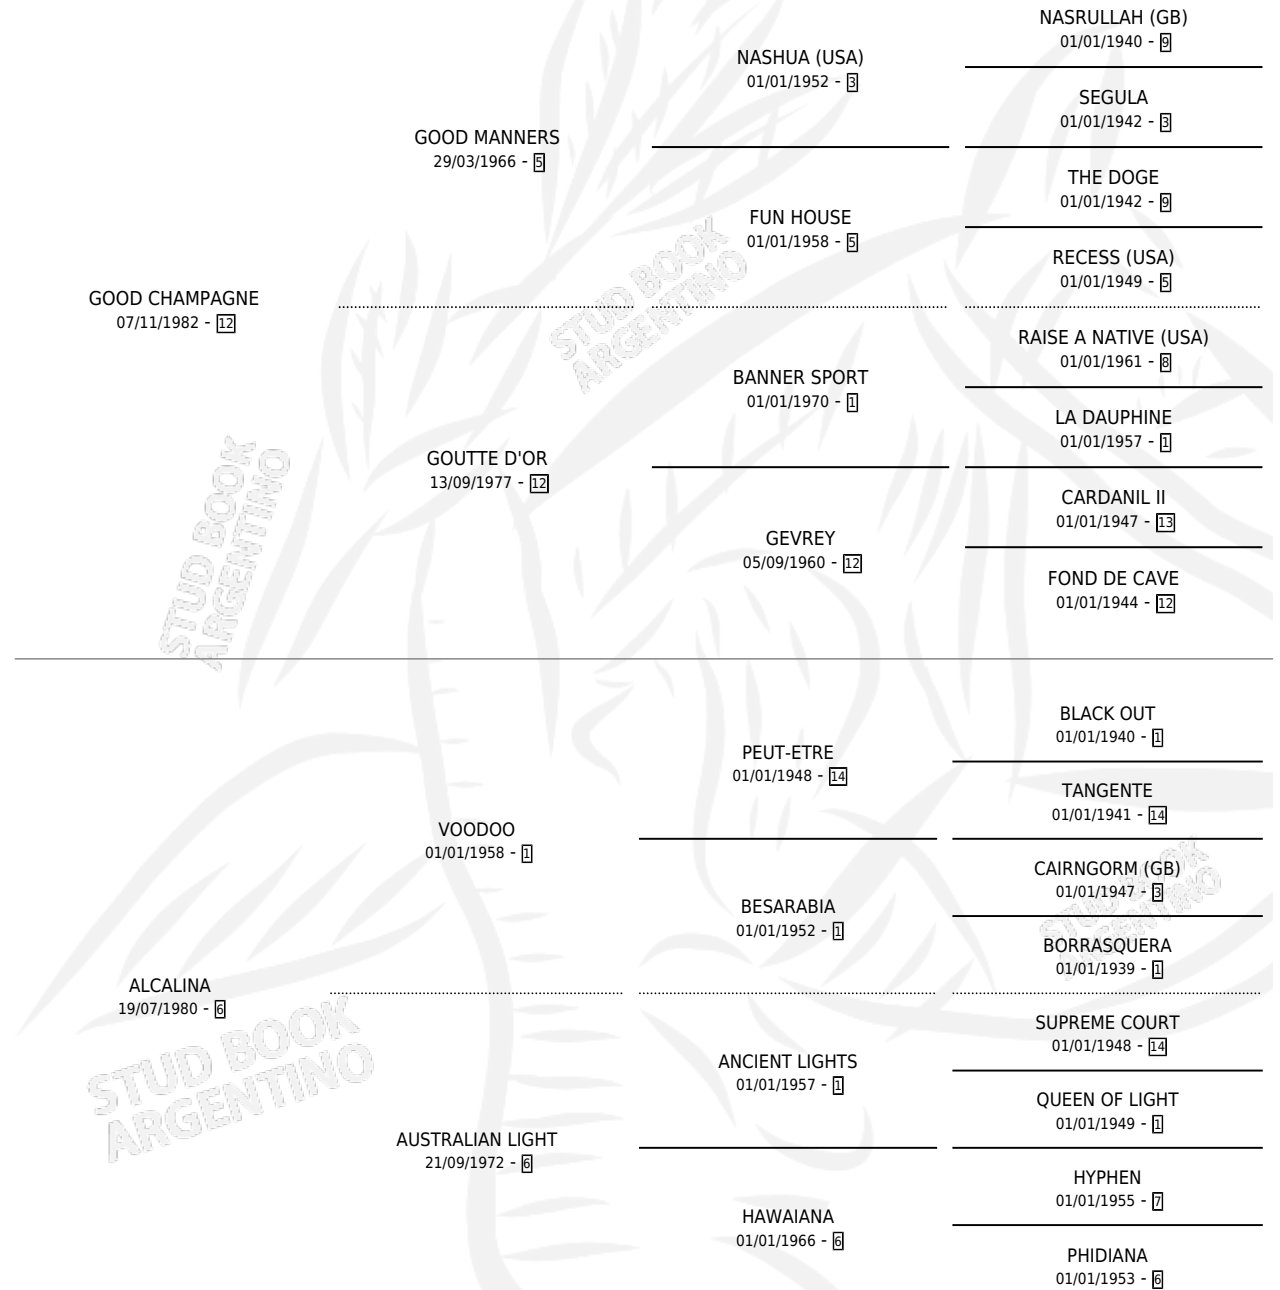 NASRULLAH (GB)
01/01/1940 - 9
NASHUA (USA)
01/01/1952 - 3
SEGULA
01/01/1942 - 3
GOOD MANNERS
29/03/1966 - 5
THE DOGE
01/01/1942 - 9
FUN HOUSE
01/01/1958 - 5
RECESS (USA)
01/01/1949 - 5
GOOD CHAMPAGNE
07/11/1982 - 12
RAISE A NATIVE (USA)
01/01/1961 - 8
BANNER SPORT
01/01/1970 - 1
LA DAUPHINE
01/01/1957 - 1
GOUTTE D'OR
13/09/1977 - 12
CARDANIL II
01/01/1947 - 13
GEVREY
05/09/1960 - 12
FOND DE CAVE
01/01/1944 - 12
BLACK OUT
01/01/1940 - 1
PEUT-ETRE
01/01/1948 - 14
TANGENTE
01/01/1941 - 14
VOODOO
01/01/1958 - 1
CAIRNGORM (GB)
01/01/1947 - 3
BESARABIA
01/01/1952 - 1
BORRASQUERA
01/01/1939 - 1
ALCALINA
19/07/1980 - 6
SUPREME COURT
01/01/1948 - 14
ANCIENT LIGHTS
01/01/1957 - 1
QUEEN OF LIGHT
01/01/1949 - 1
AUSTRALIAN LIGHT
21/09/1972 - 6
HYPHEN
01/01/1955 - 7
HAWAIANA
01/01/1966 - 6
PHIDIANA
01/01/1953 - 6
STUD BOOK
ARGENTINO
STUD BOOK
ARGENTINO
STUD BOOK
ARGENTINO
STUD BOOK
ARGENTINO